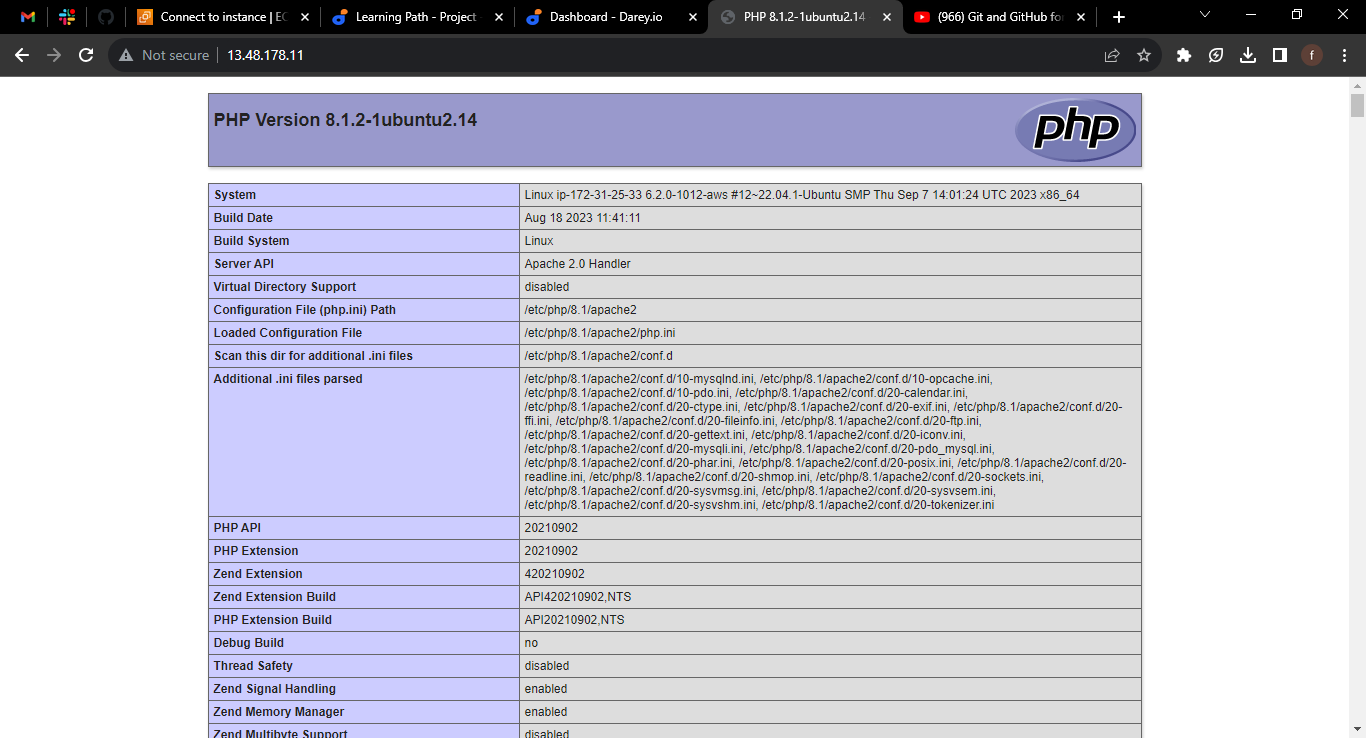 Connect to instance | EC
Learning Path - Project
Dashboard - Darey.io
PHP 8.1.2-1ubuntu2.14
(966) Git and GitHub fo
Not secure
13.48.178.11
f
PHP Version 8.1.2-1ubuntu2.14
php
System Linux ip-172-31-25-33 6.2.0-1012-aws #12~22.04.1-Ubuntu SMP Thu Sep 7 14:01:24 UTC 2023 x86_64
Build Date Aug 18 2023 11:41:11
Build System Linux
Server API Apache 2.0 Handler
Virtual Directory Support disabled
Configuration File (php.ini) Path /etc/php/8.1/apache2
Loaded Configuration File /etc/php/8.1/apache2/php.ini
Scan this dir for additional .ini files /etc/php/8.1/apache2/conf.d
Additional .ini files parsed /etc/php/8.1/apache2/conf.d/10-mysqlnd.ini, /etc/php/8.1/apache2/conf.d/10-opcache.ini,
/etc/php/8.1/apache2/conf.d/10-pdo.ini, /etc/php/8.1/apache2/conf.d/20-calendar.ini,
/etc/php/8.1/apache2/conf.d/20-ctype.ini, /etc/php/8.1/apache2/conf.d/20-exif.ini, /etc/php/8.1/apache2/conf.d/20-
ffi.ini, /etc/php/8.1/apache2/conf.d/20-fileinfo.ini, /etc/php/8.1/apache2/conf.d/20-ftp.ini,
/etc/php/8.1/apache2/conf.d/20-gettext.ini, /etc/php/8.1/apache2/conf.d/20-iconv.ini,
/etc/php/8.1/apache2/conf.d/20-mysqli.ini, /etc/php/8.1/apache2/conf.d/20-pdo_mysql.ini,
/etc/php/8.1/apache2/conf.d/20-phar.ini, /etc/php/8.1/apache2/conf.d/20-posix.ini, /etc/php/8.1/apache2/conf.d/20-
readline.ini, /etc/php/8.1/apache2/conf.d/20-shmop.ini, /etc/php/8.1/apache2/conf.d/20-sockets.ini,
/etc/php/8.1/apache2/conf.d/20-sysvmsg.ini, /etc/php/8.1/apache2/conf.d/20-sysvsem.ini,
/etc/php/8.1/apache2/conf.d/20-sysvshm.ini, /etc/php/8.1/apache2/conf.d/20-tokenizer.ini
PHP API 20210902
PHP Extension 20210902
Zend Extension 420210902
Zend Extension Build API420210902,NTS
PHP Extension Build API20210902,NTS
Debug Build no
Thread Safety disabled
Zend Signal Handling enabled
Zend Memory Manager enabled
Zend Multibyte Support disabled